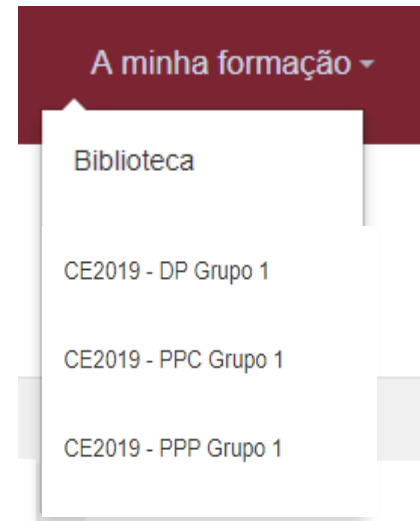 A minha formação
Biblioteca
CE2019 - DP Grupo 1
CE2019 - PPC Grupo 1
CE2019 - PPP Grupo 1